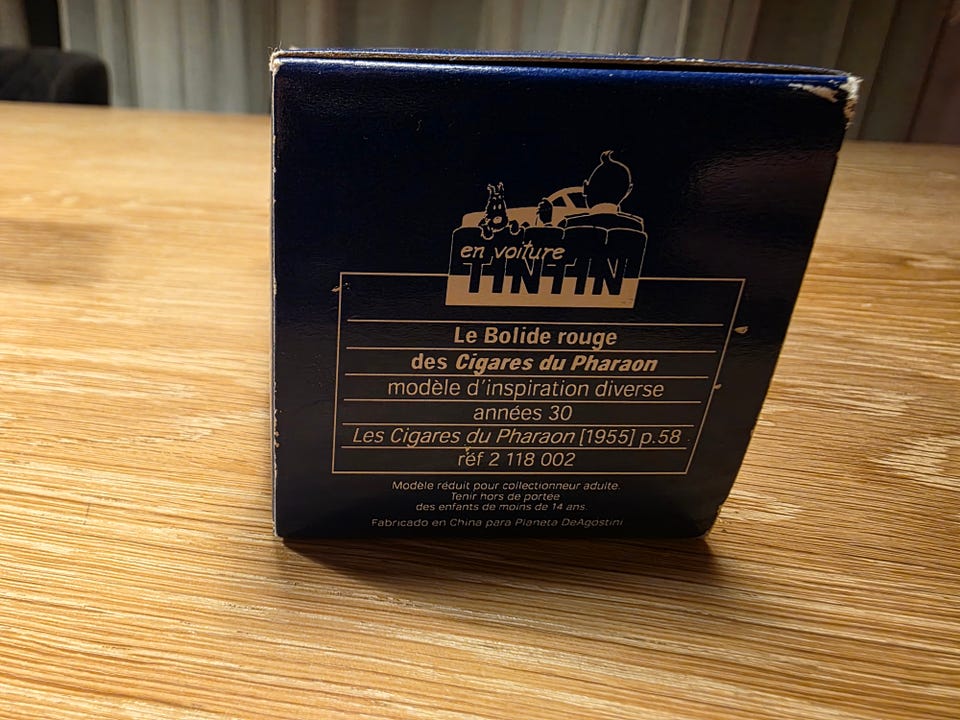 en voiture
TINTIN
Le Bolide rouge
des Cigares du Pharaon
modèle d'inspiration diverse
années 30
Les Cigares du Pharaon [1955] p.58
réf 2 118 002
Modèle réduit pour collectionneur adulte.
Tenir hors de portée
des enfants de moins de 14 ans.
Fabricado en China para Planeta DeAgostini